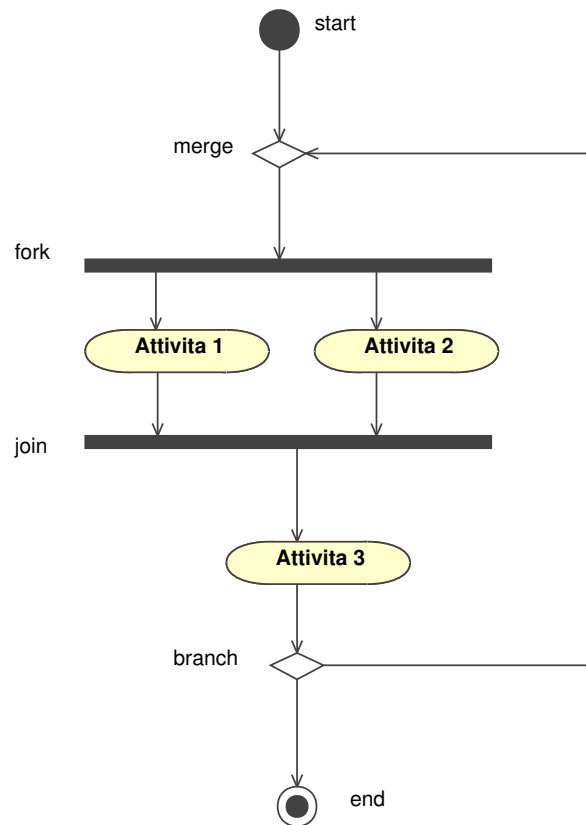 start
merge
fork
Attivita 1
Attivita 2
join
Attivita 3
branch
end